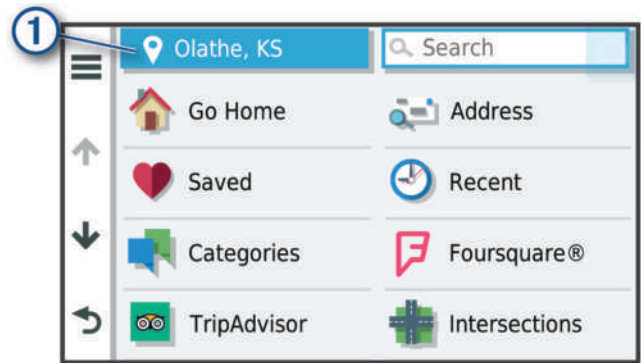 1
Olathe, KS
Search
Go Home
Address
Saved
Recent
Categories
Foursquare®
TripAdvisor
Intersections